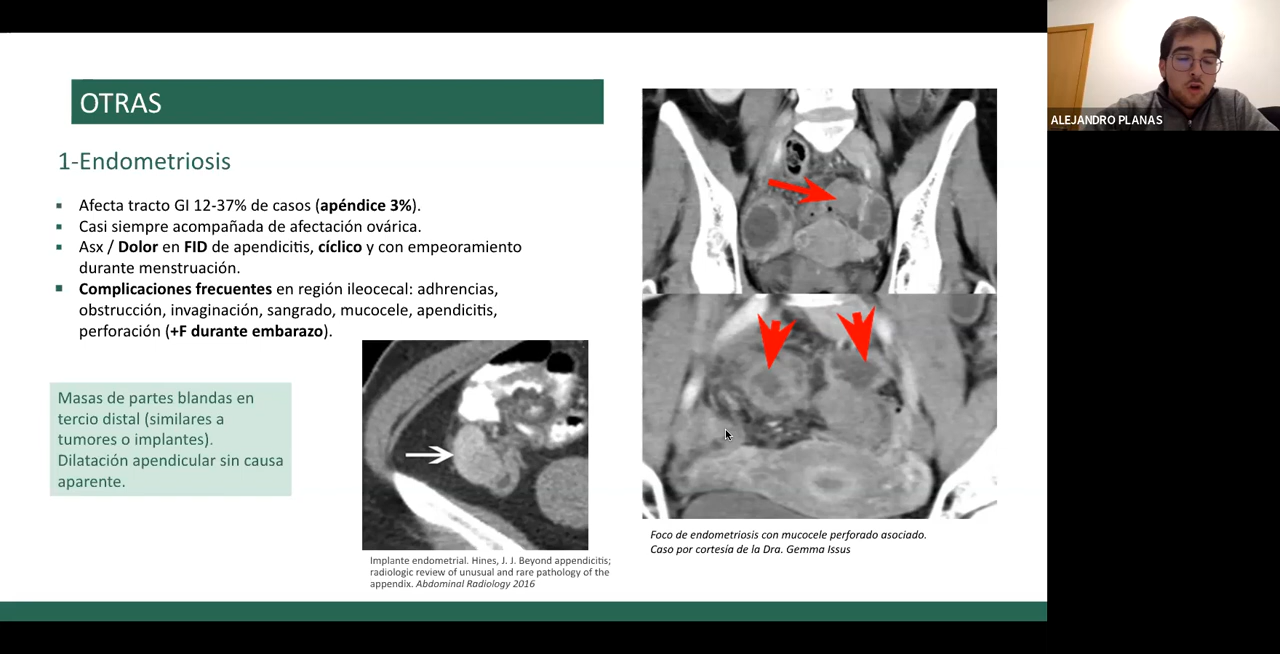 OTRAS
1-Endometriosis
▪ Afecta tracto GI 12-37% de casos (apéndice 3%).
▪ Casi siempre acompañada de afectación ovárica.
▪ Asx / Dolor en FID de apendicitis, cíclico y con empeoramiento
durante menstruación.
▪ Complicaciones frecuentes en región ileocecal: adhrencias,
obstrucción, invaginación, sangrado, mucocele, apendicitis,
perforación (+F durante embarazo).
Masas de partes blandas en
tercio distal (similares a
tumores o implantes).
Dilatación apendicular sin causa
aparente.
Implante endometrial. Hines, J. J. Beyond appendicitis;
radiologic review of unusual and rare pathology of the
appendix. Abdominal Radiology 2016
Foco de endometriosis con mucocele perforado asociado.
Caso por cortesía de la Dra. Gemma Issus
ALEJANDRO PLANAS